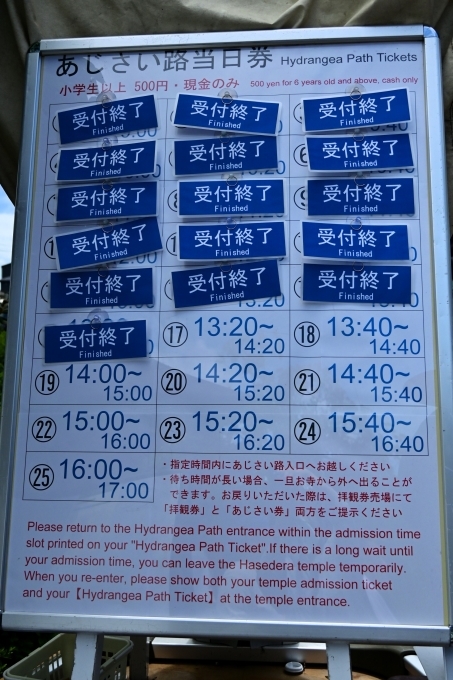 あじさい路当日券 Hydrangea Path Tickets
小学生以上 500円・現金のみ 500 yen for 6 years old and above, cash only
受付終了 Finished 受付終了 Finished 受付終了 Finished
受付終了 Finished 受付終了 Finished 受付終了 Finished
受付終了 Finished 受付終了 Finished 受付終了 Finished
受付終了 Finished 受付終了 Finished 受付終了 Finished
受付終了 Finished 受付終了 Finished 受付終了 Finished
受付終了 Finished ⑰ 13:20~ 14:20 ⑱ 13:40~ 14:40
⑲ 14:00~ 15:00 ⑳ 14:20~ 15:20 ㉑ 14:40~ 15:40
㉒ 15:00~ 16:00 ㉓ 15:20~ 16:20 ㉔ 15:40~ 16:40
㉕ 16:00~ 17:00
・指定時間内にあじさい路入口へお越しください
・待ち時間が長い場合、一旦お寺から外へ出ることが
できます。お戻りいただいた際は、拝観券売場にて
「拝観券」と「あじさい券」両方をご提示ください
Please return to the Hydrangea Path entrance within the admission time
slot printed on your "Hydrangea Path Ticket".If there is a long wait until
your admission time, you can leave the Hasedera temple temporarily.
When you re-enter, please show both your temple admission ticket
and your【Hydrangea Path Ticket】at the temple entrance.